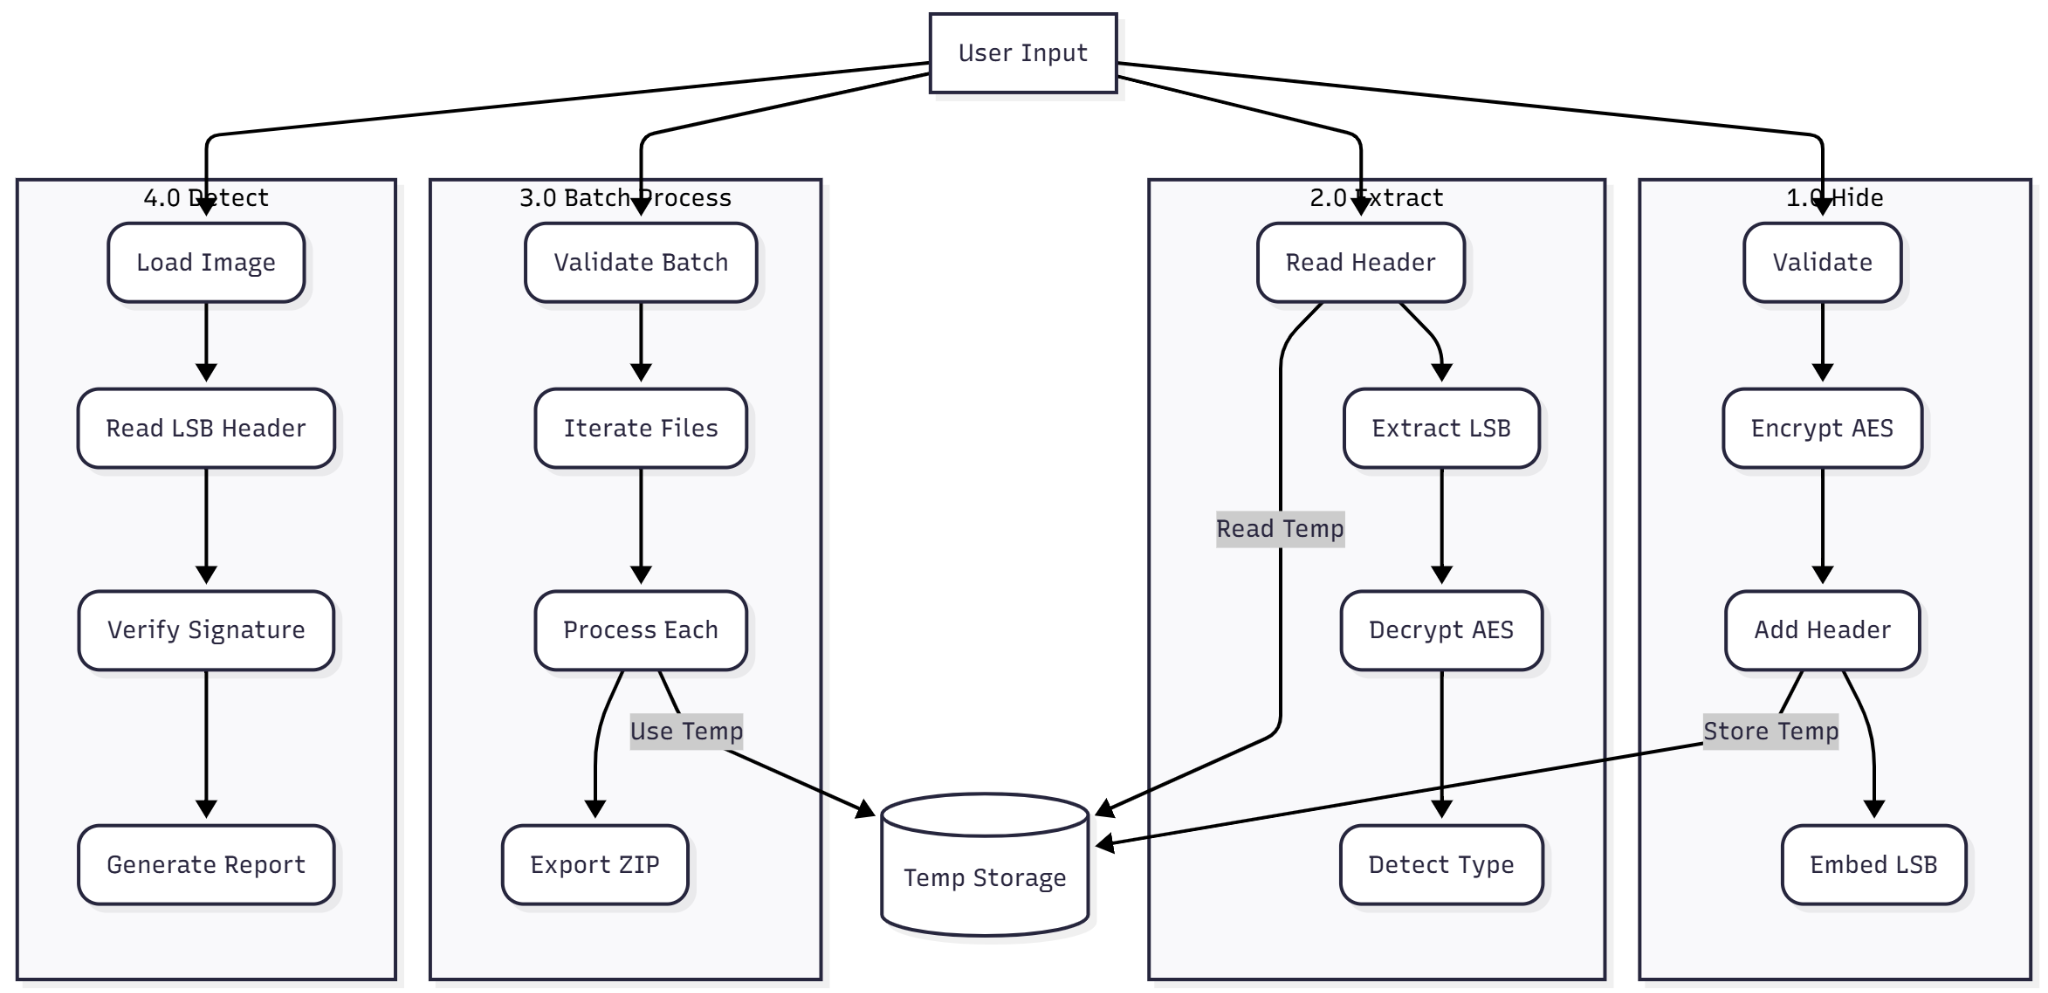 User Input
4.0 Detect
Load Image
Read LSB Header
Verify Signature
Generate Report
3.0 Batch Process
Validate Batch
Iterate Files
Process Each
Use Temp
Export ZIP
Temp Storage
2.0 Extract
Read Header
Extract LSB
Read Temp
Decrypt AES
Detect Type
1.0 Hide
Validate
Encrypt AES
Add Header
Store Temp
Embed LSB